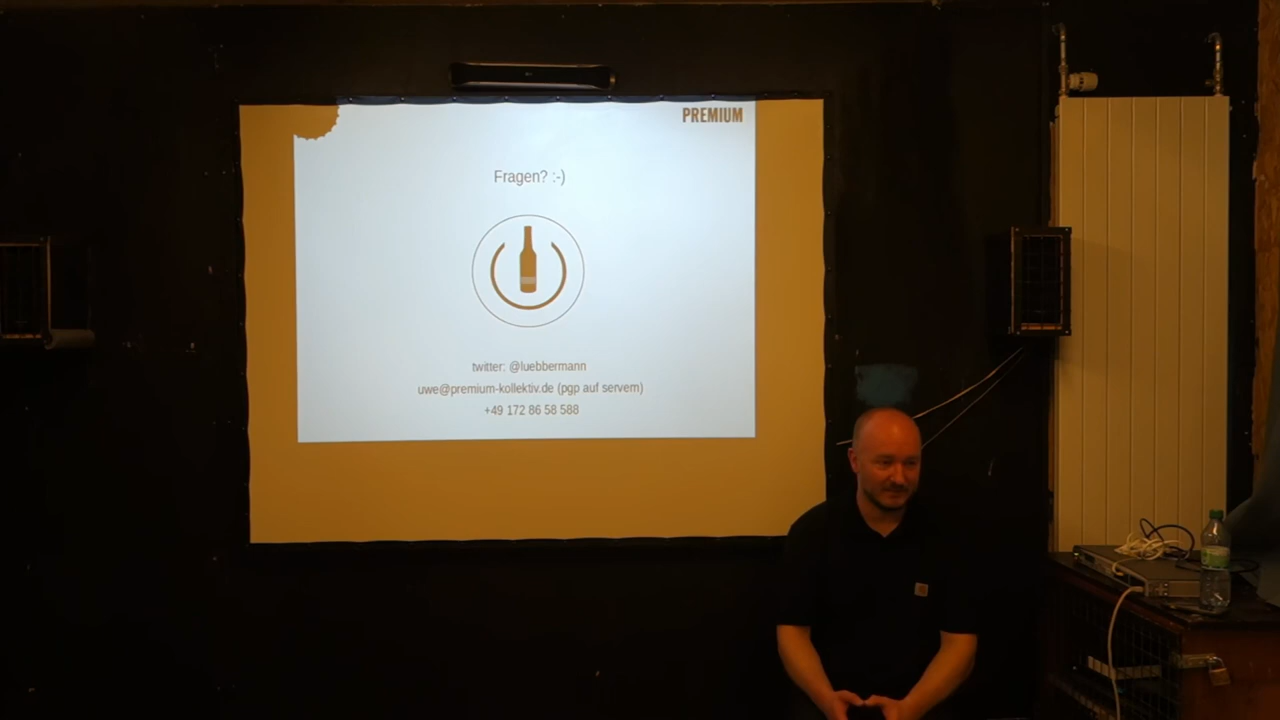 PREMIUM
Fragen? :-)
twitter: @luebbermann
uwe@premium-kollektiv.de (pgp auf servern)
+49 172 86 58 588